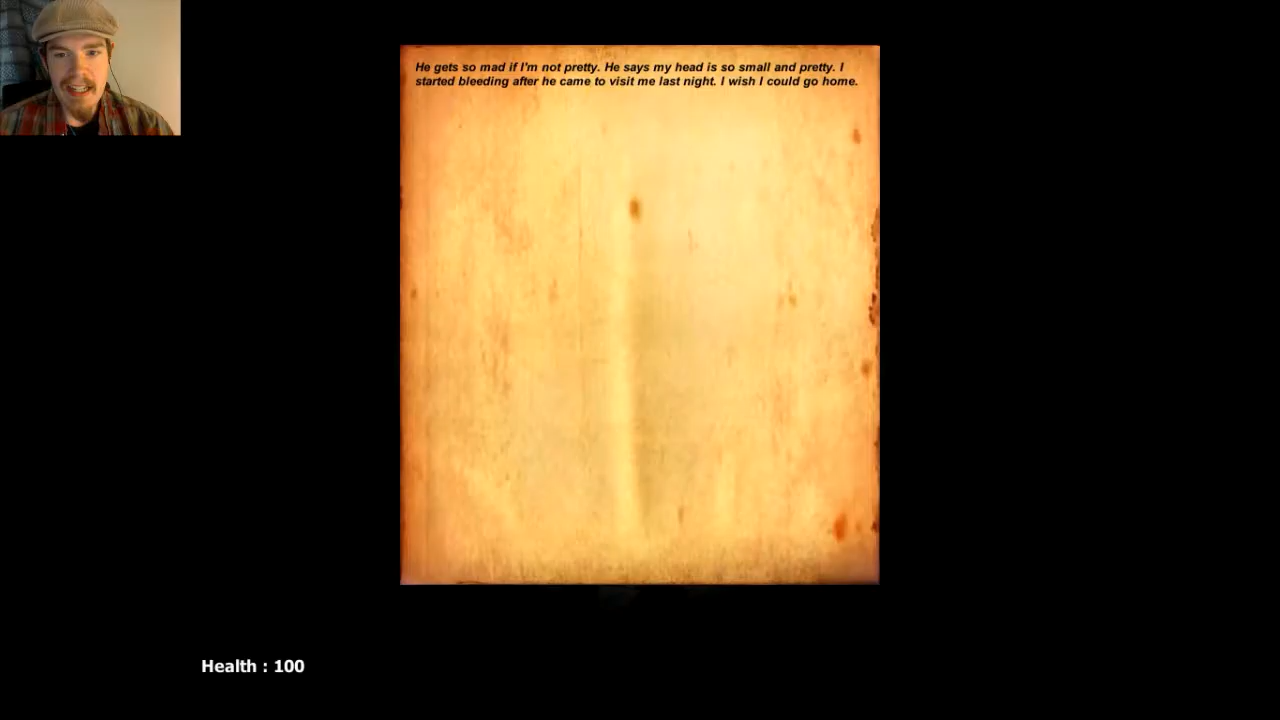 He gets so mad if I'm not pretty. He says my head is so small and pretty. I
started bleeding after he came to visit me last night. I wish I could go home.
Health : 100